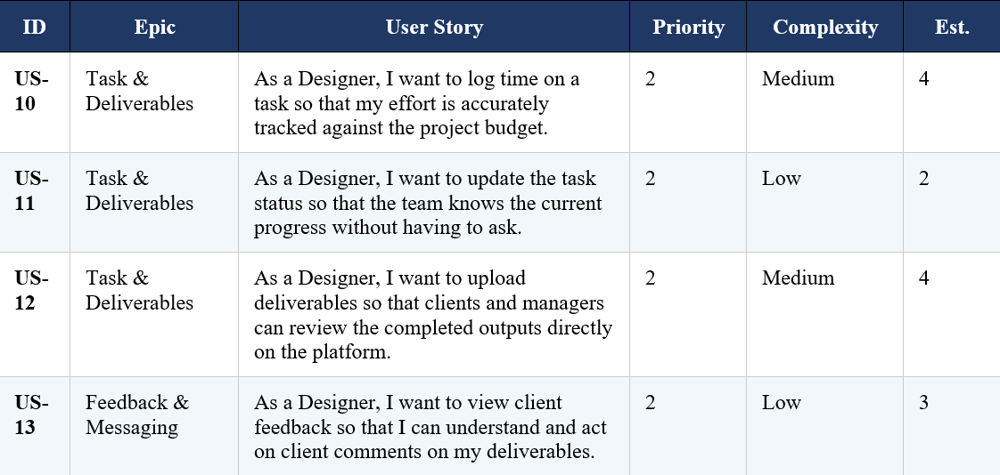 ID Epic User Story Priority Complexity Est.
US- Task & As a Designer, I want to log time on a 2 Medium 4
10 Deliverables task so that my effort is accurately
tracked against the project budget.
US- Task & As a Designer, I want to update the task 2 Low 2
11 Deliverables status so that the team knows the current
progress without having to ask.
US- Task & As a Designer, I want to upload 2 Medium 4
12 Deliverables deliverables so that clients and managers
can review the completed outputs directly
on the platform.
US- Feedback & As a Designer, I want to view client 2 Low 3
13 Messaging feedback so that I can understand and act
on client comments on my deliverables.